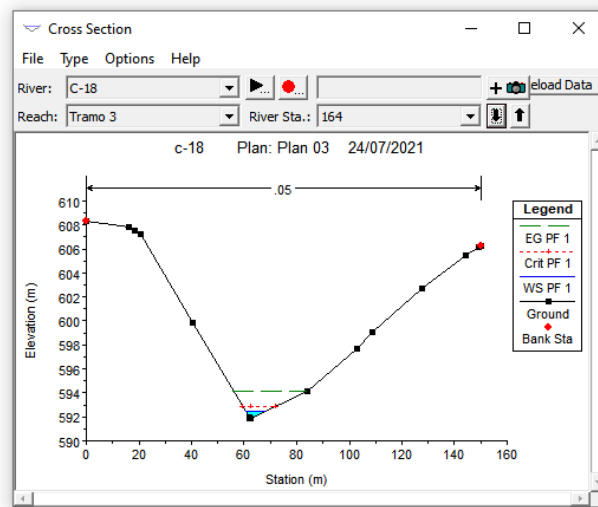 Cross Section
File Type Options Help
River: C-18 ... ... + eload Data
Reach: Tramo 3 River Sta.: 164
c-18 Plan: Plan 03 24/07/2021
.05
Legend
EG PF 1
Crit PF 1
WS PF 1
Ground
Bank Sta
Elevation (m)
610
608
606
604
602
600
598
596
594
592
590
0 20 40 60 80 100 120 140 160
Station (m)